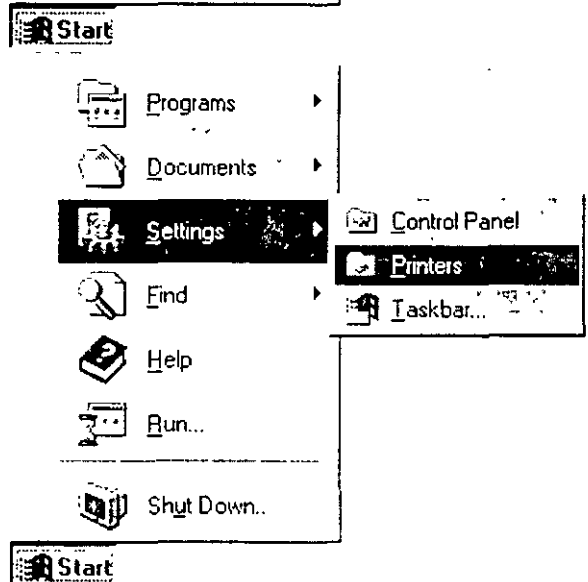 Start
Programs
Documents
Settings
Control Panel
Printers
Find
Taskbar...
Help
Run...
Shut Down..
Start